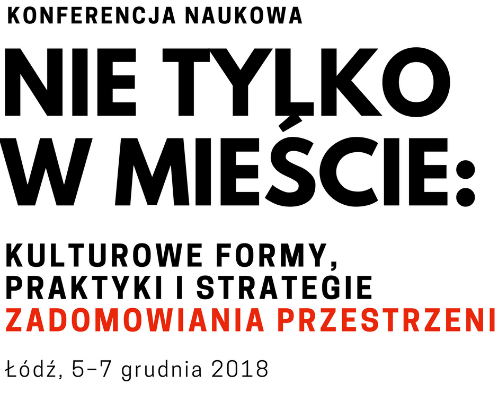 KONFERENCJA NAUKOWA
NIE TYLKO
W MIEŚCIE:
KULTUROWE FORMY,
PRAKTYKI I STRATEGIE
ZADOMOWIANIA PRZESTRZENI
Łódź, 5–7 grudnia 2018